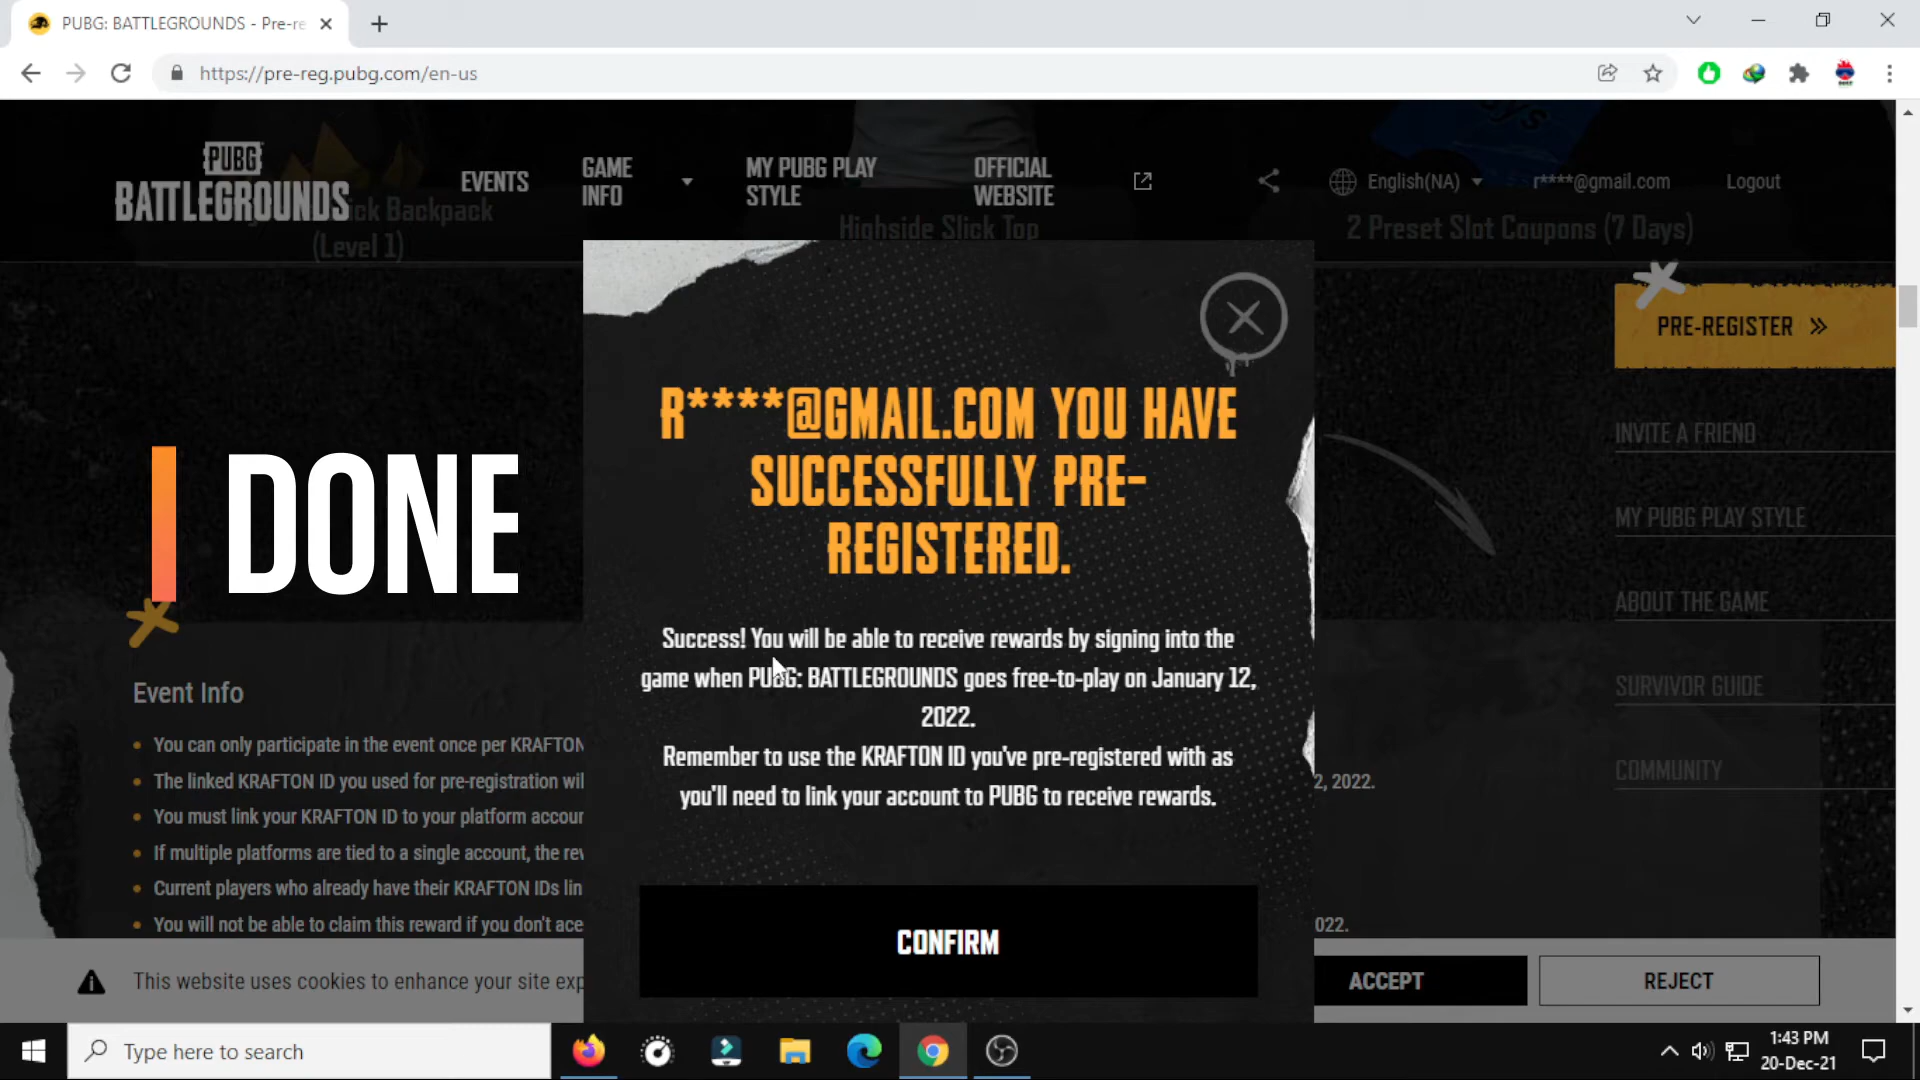 PUBG: BATTLEGROUNDS - Pre-re
https://pre-reg.pubg.com/en-us
PUBG
BATTLEGROUNDS
EVENTS
GAME
INFO
MY PUBG PLAY
STYLE
OFFICIAL
WEBSITE
English(NA)
r****@gmail.com
Logout
ick Backpack
(Level 1)
Highside Slick Top
2 Preset Slot Coupons (7 Days)
PRE-REGISTER
INVITE A FRIEND
MY PUBG PLAY STYLE
ABOUT THE GAME
SURVIVOR GUIDE
COMMUNITY
DONE
R****@GMAIL.COM YOU HAVE
SUCCESSFULLY PRE-
REGISTERED.
Success! You will be able to receive rewards by signing into the
game when PUBG: BATTLEGROUNDS goes free-to-play on January 12,
2022.
Remember to use the KRAFTON ID you've pre-registered with as
you'll need to link your account to PUBG to receive rewards.
CONFIRM
Event Info
You can only participate in the event once per KRAFTON
The linked KRAFTON ID you used for pre-registration wil
2, 2022.
You must link your KRAFTON ID to your platform accour
If multiple platforms are tied to a single account, the rev
Current players who already have their KRAFTON IDs lin
You will not be able to claim this reward if you don't ace
022.
This website uses cookies to enhance your site exp
ACCEPT
REJECT
Type here to search
1:43 PM
20-Dec-21